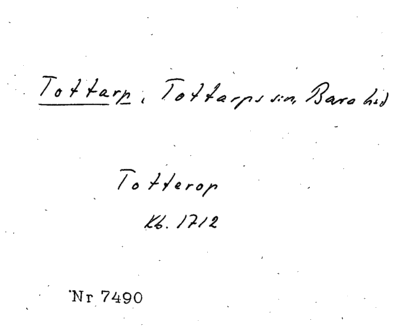 Tottarp, Tottarps sn, Bara hd
Totterop
Kb. 1712
Nr 7490